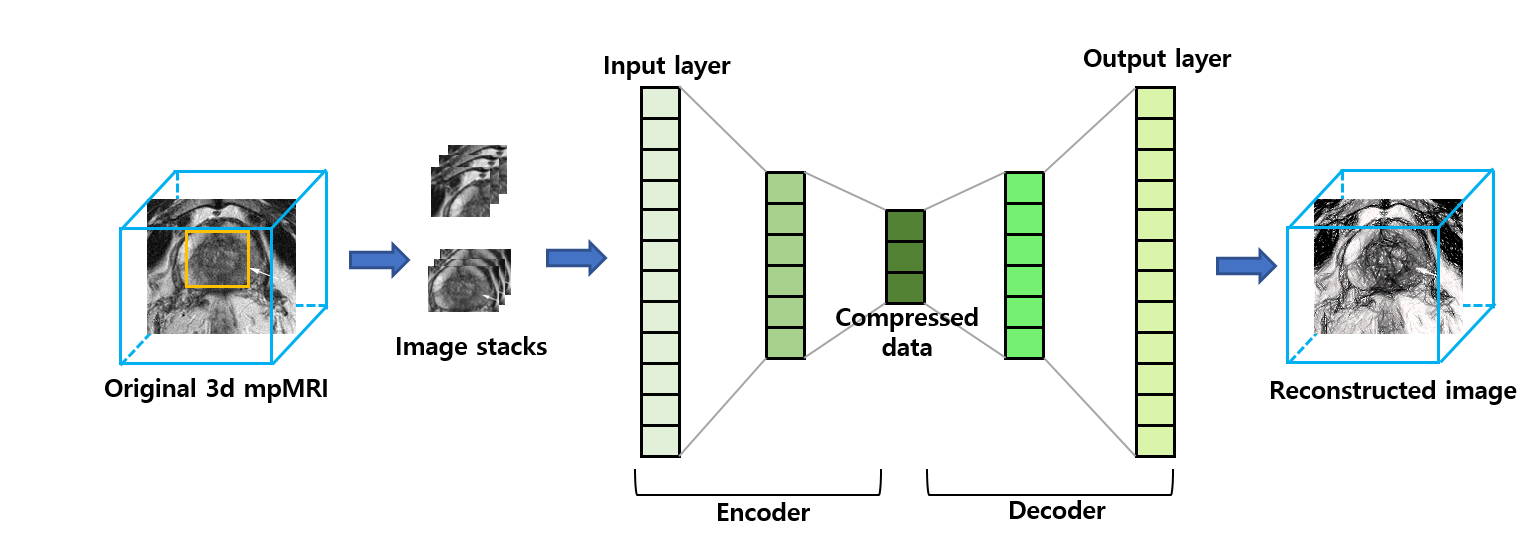 Input layer
Output layer
Compressed
data
Image stacks
Original 3d mpMRI
Reconstructed image
Encoder
Decoder